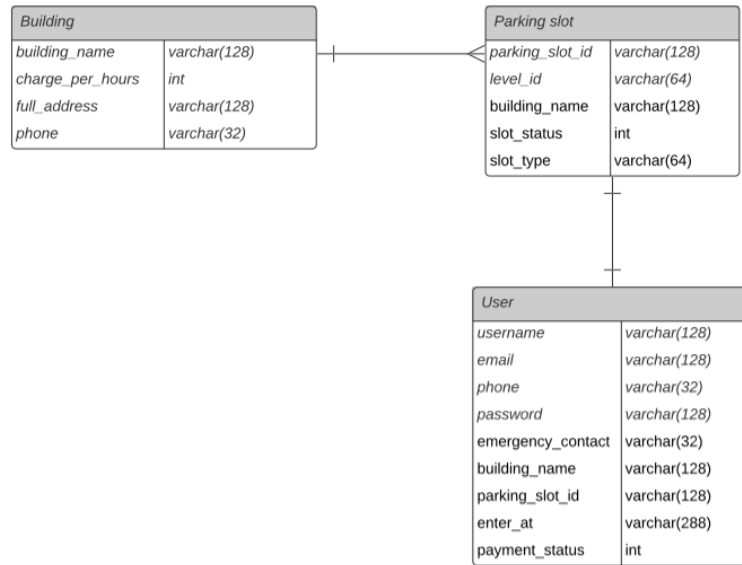 Building
building_name varchar(128)
charge_per_hours int
full_address varchar(128)
phone varchar(32)
Parking slot
parking_slot_id varchar(128)
level_id varchar(64)
building_name varchar(128)
slot_status int
slot_type varchar(64)
User
username varchar(128)
email varchar(128)
phone varchar(32)
password varchar(128)
emergency_contact varchar(32)
building_name varchar(128)
parking_slot_id varchar(128)
enter_at varchar(288)
payment_status int